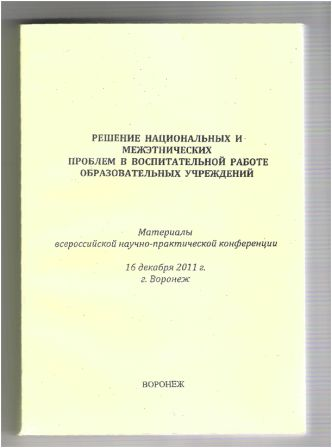 РЕШЕНИЕ НАЦИОНАЛЬНЫХ И
МЕЖЭТНИЧЕСКИХ
ПРОБЛЕМ В ВОСПИТАТЕЛЬНОЙ РАБОТЕ
ОБРАЗОВАТЕЛЬНЫХ УЧРЕЖДЕНИЙ
Материалы
всероссийской научно-практической конференции
16 декабря 2011 г.
г. Воронеж
ВОРОНЕЖ